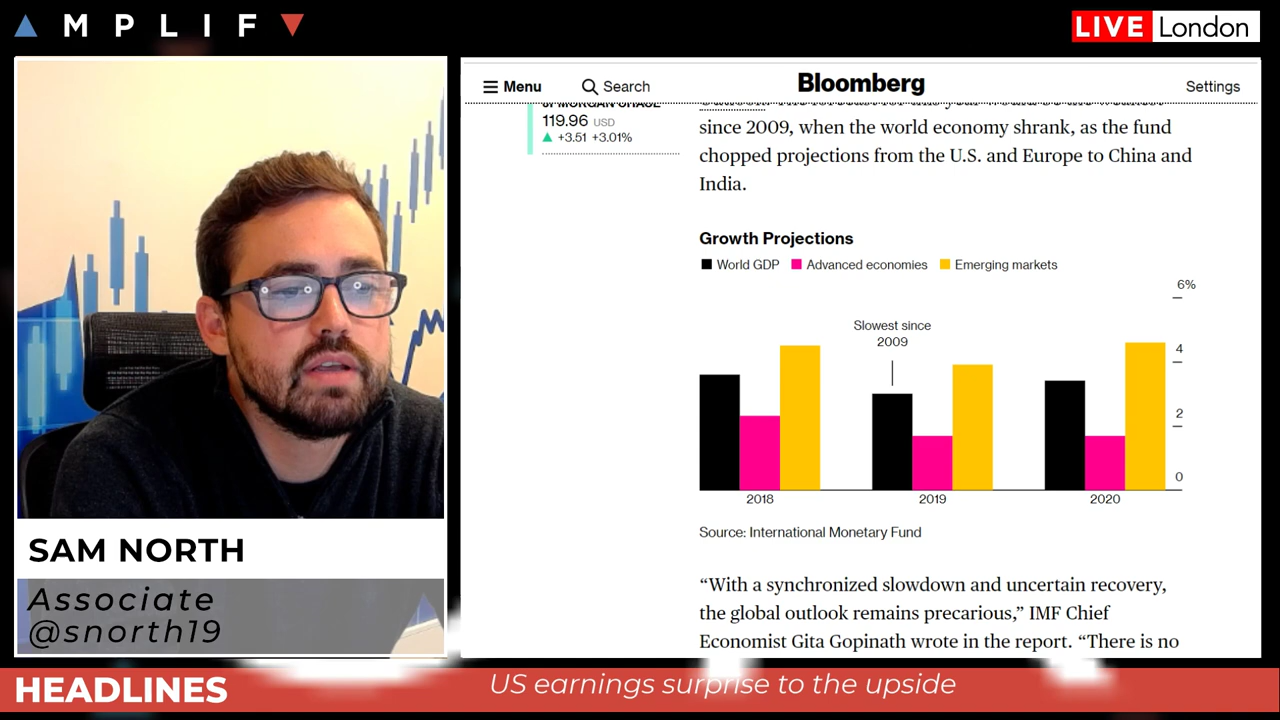 MPLIF
LIVE London
Menu
Search
Bloomberg
Settings
119.96 USD
+3.51 +3.01%
since 2009, when the world economy shrank, as the fund
chopped projections from the U.S. and Europe to China and
India.
Growth Projections
World GDP
Advanced economies
Emerging markets
6%
Slowest since
2009
4
2
0
2018
2019
2020
Source: International Monetary Fund
“With a synchronized slowdown and uncertain recovery,
the global outlook remains precarious,” IMF Chief
Economist Gita Gopinath wrote in the report. “There is no
SAM NORTH
Associate
@snorth19
HEADLINES
US earnings surprise to the upside